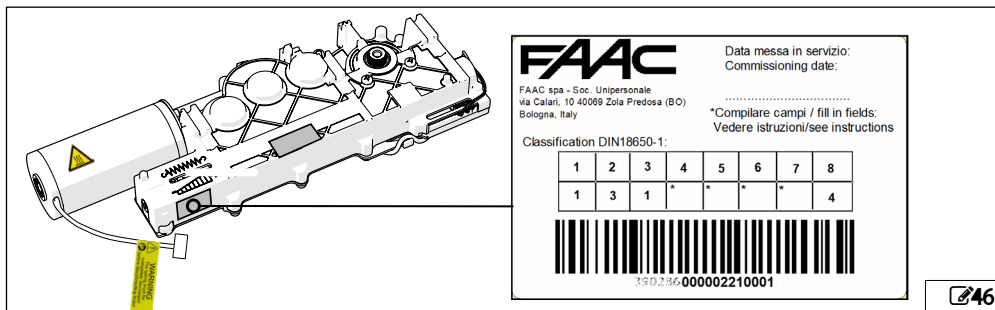 FAAC
FAAC spa - Soc. Unipersonale
via Calari, 10 40069 Zola Predosa (BO)
Bologna, Italy
Data messa in servizio:
Commissioning date:
..................................
*Compilare campi / fill in fields:
Vedere istruzioni/see instructions
Classification DIN18650-1:
1 2 3 4 5 6 7 8
1 3 1 * * * * 4
390286000002210001
WARNING
46